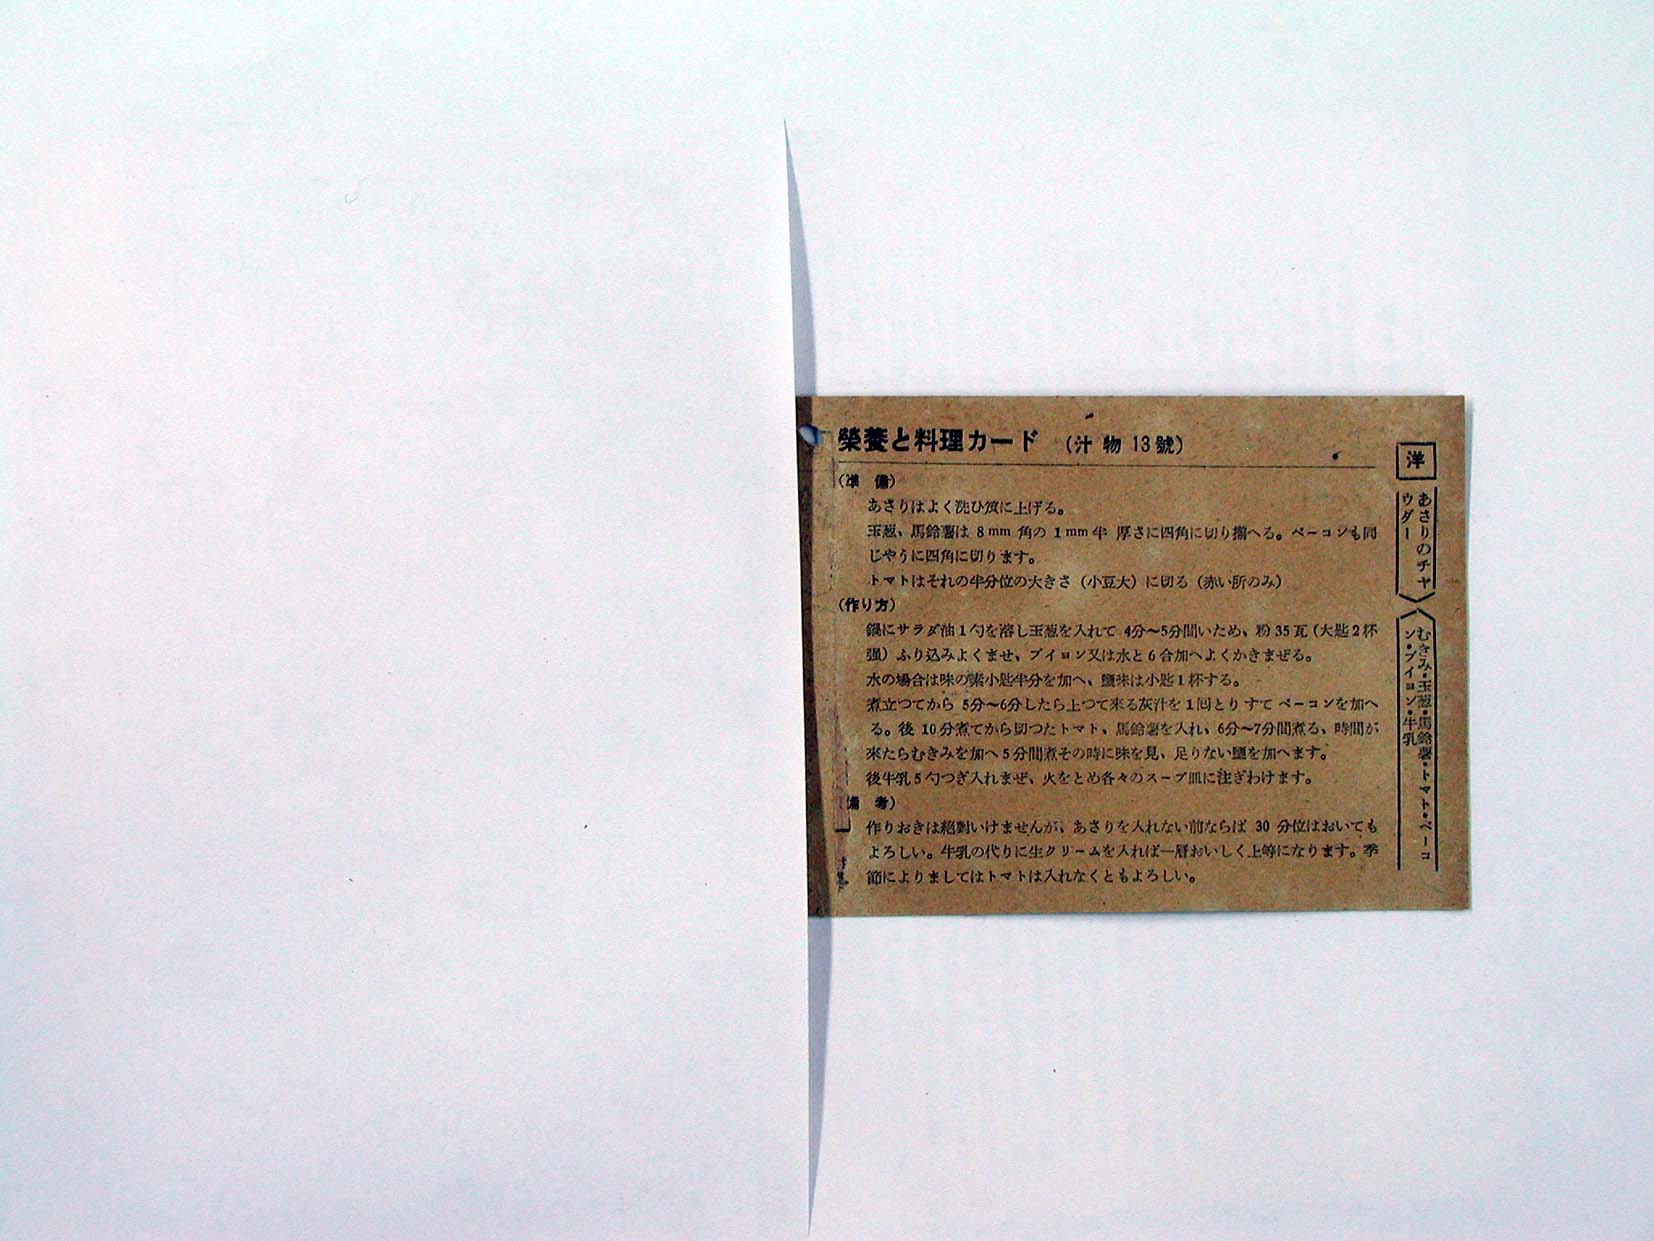 榮養と料理カード (汁物 13號)
(準備)
あさりはよく洗ひ笊に上げる。
玉葱、馬鈴薯は 8mm 角の 1mm半 厚さに四角に切り揃へる。ベーコンも同
じやうに四角に切ります。
トマトはそれの半分位の大きさ (小豆大) に切る (赤い所のみ)
(作り方)
鍋にサラダ油1勺を溶し玉葱を入れて 4分〜5分間いため、粉 35 瓦 (大匙2杯
强) ふり込みよくまぜ、ブイヨン又は水と6合加へよくかきまぜる。
水の場合は味の素小匙半分を加へ、鹽味は小匙1杯する。
煮立つてから 5分〜6分したら上つて來る灰汁を1回とりすて ベーコンを加へ
る。後 10分煮てから切つたトマト、馬鈴薯を入れ、6分〜7分間煮る、時間が
來たらむきみを加へ5分間煮その時に味を見、足りない鹽を加へます。
後牛乳5勺つぎ入れまぜ、火をとめ各々のスープ皿に注ぎわけます。
備考)
作りおきは絕對いけませんが、あさりを入れない前ならば 30 分位はおいても
よろしい。牛乳の代りに生クリームを入れば一層おいしく上等になります。季
節によりましてはトマトは入れなくともよろしい。
洋
あさりのチヤ
ウダー
むきみ・玉葱・馬鈴薯・トマト・ベーコ
ン・ブイヨン・牛乳